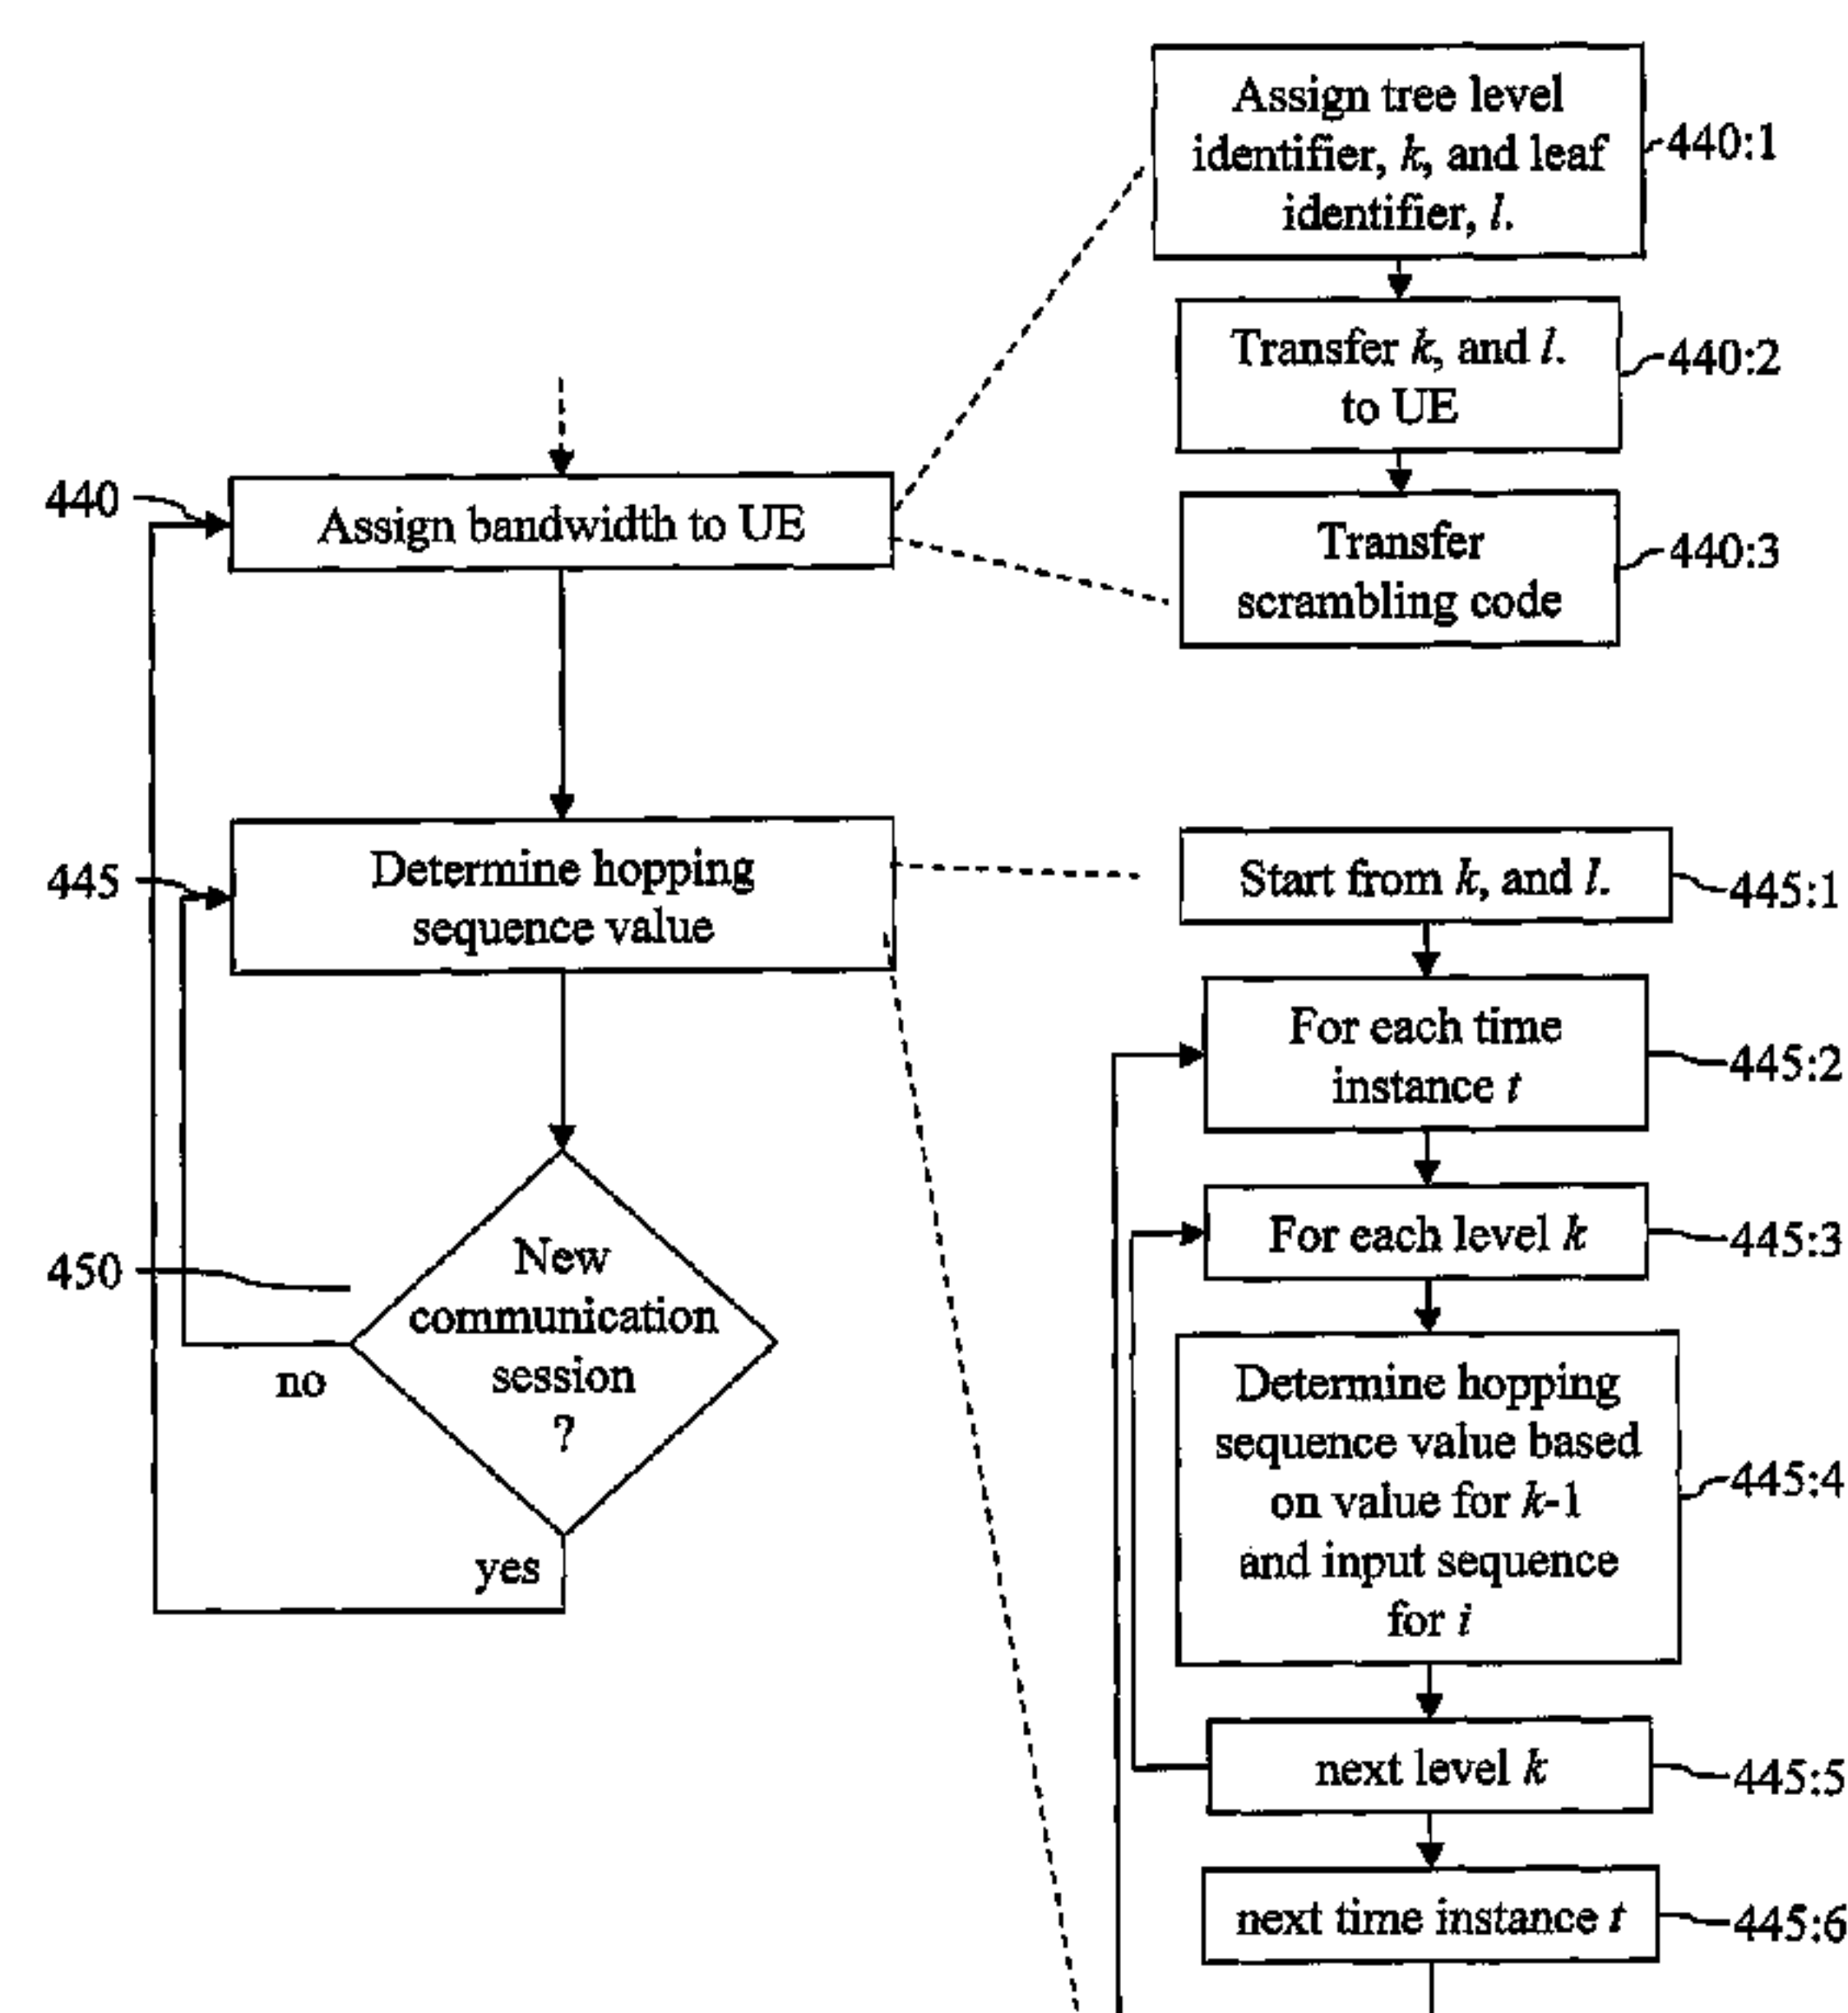 Assign tree level
identifier, k, and leaf
identifier, l.
440:1
Transfer k, and l.
to UE
440:2
Transfer
scrambling code
440:3
440
Assign bandwidth to UE
445
Determine hopping
sequence value
450
New
communication
session
?
no
yes
Start from k, and l.
445:1
For each time
instance t
445:2
For each level k
445:3
Determine hopping
sequence value based
on value for k-1
and input sequence
for i
445:4
next level k
445:5
next time instance t
445:6